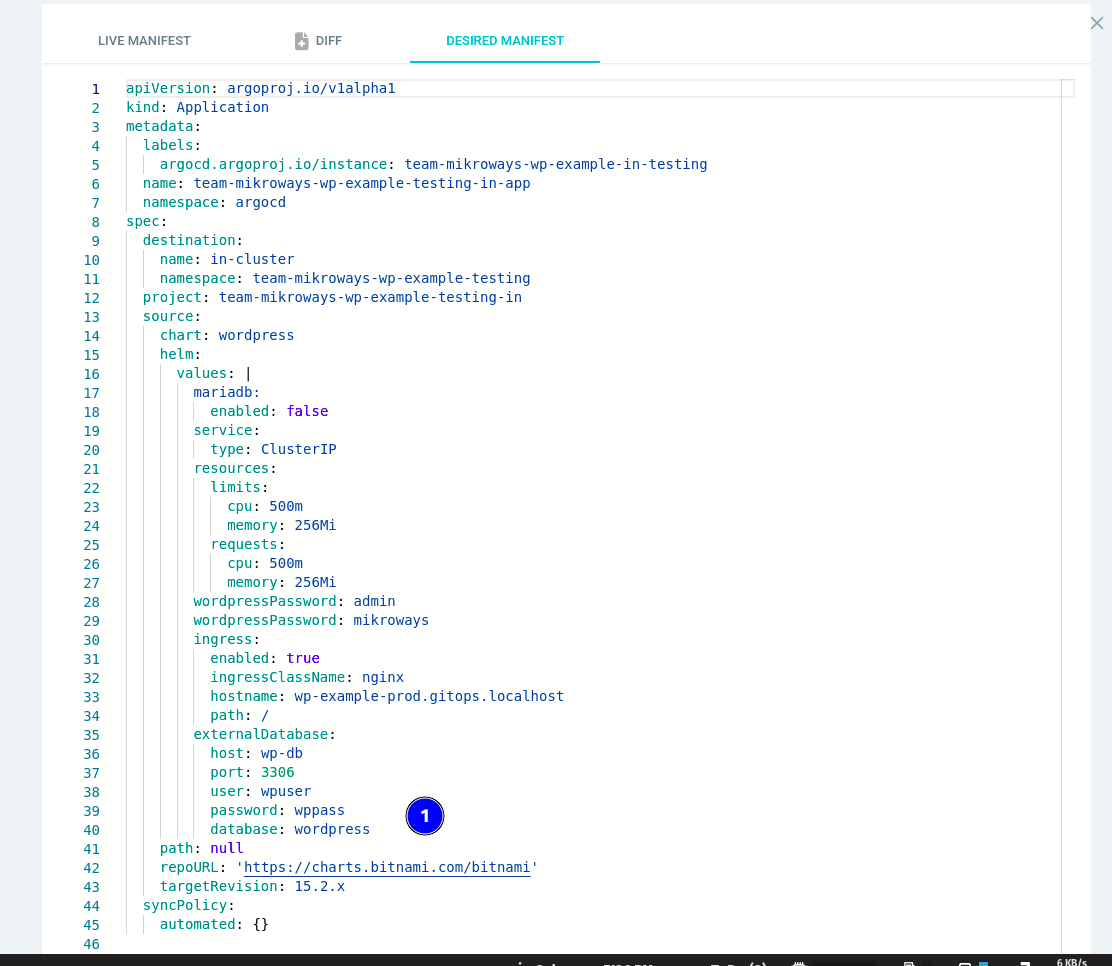 LIVE MANIFEST DIFF DESIRED MANIFEST
1 apiVersion: argoproj.io/v1alpha1
2 kind: Application
3 metadata:
4 labels:
5 argocd.argoproj.io/instance: team-mikroways-wp-example-in-testing
6 name: team-mikroways-wp-example-testing-in-app
7 namespace: argocd
8 spec:
9 destination:
10 name: in-cluster
11 namespace: team-mikroways-wp-example-testing
12 project: team-mikroways-wp-example-testing-in
13 source:
14 chart: wordpress
15 helm:
16 values: |
17 mariadb:
18 enabled: false
19 service:
20 type: ClusterIP
21 resources:
22 limits:
23 cpu: 500m
24 memory: 256Mi
25 requests:
26 cpu: 500m
27 memory: 256Mi
28 wordpressPassword: admin
29 wordpressPassword: mikroways
30 ingress:
31 enabled: true
32 ingressClassName: nginx
33 hostname: wp-example-prod.gitops.localhost
34 path: /
35 externalDatabase:
36 host: wp-db
37 port: 3306
38 user: wpuser
39 password: wppass
1
40 database: wordpress
41 path: null
42 repoURL: 'https://charts.bitnami.com/bitnami'
43 targetRevision: 15.2.x
44 syncPolicy:
45 automated: {}
46
6 KB/s